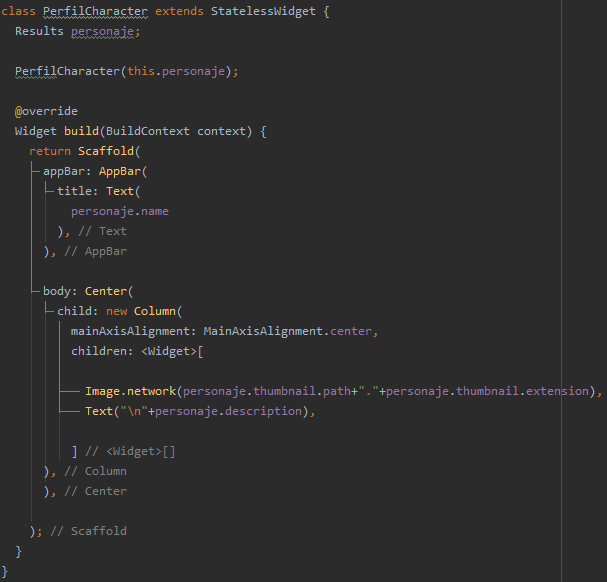 class PerfilCharacter extends StatelessWidget {
  Results personaje;

  PerfilCharacter(this.personaje);

  @override
  Widget build(BuildContext context) {
    return Scaffold(
      appBar: AppBar(
        title: Text(
          personaje.name
        ), // Text
      ), // AppBar

      body: Center(
        child: new Column(
          mainAxisAlignment: MainAxisAlignment.center,
          children: <Widget>[

            Image.network(personaje.thumbnail.path+"."+personaje.thumbnail.extension),
            Text("\n"+personaje.description),

          ] // <Widget>[]
      ), // Column
      ), // Center

    ); // Scaffold
  }
}